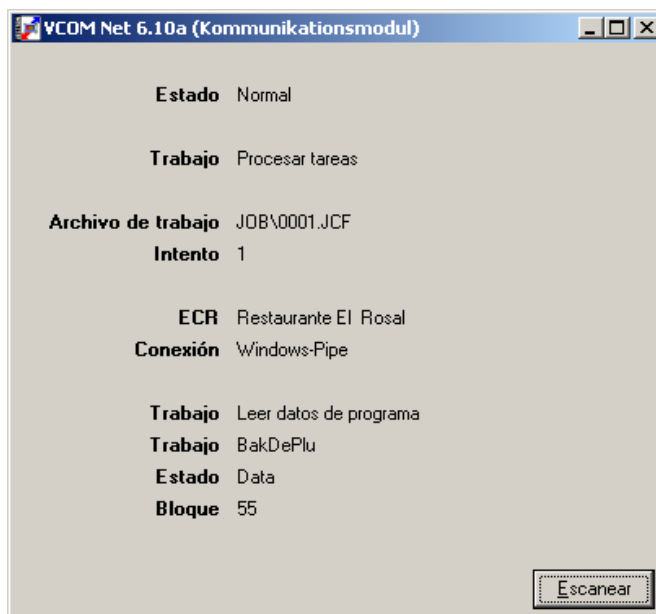 VCOM Net 6.10a (Kommunikationsmodul)
Estado Normal
Trabajo Procesar tareas
Archivo de trabajo JOB\0001.JCF
Intento 1
ECR Restaurante El Rosal
Conexión Windows-Pipe
Trabajo Leer datos de programa
Trabajo BakDePlu
Estado Data
Bloque 55
Escanear